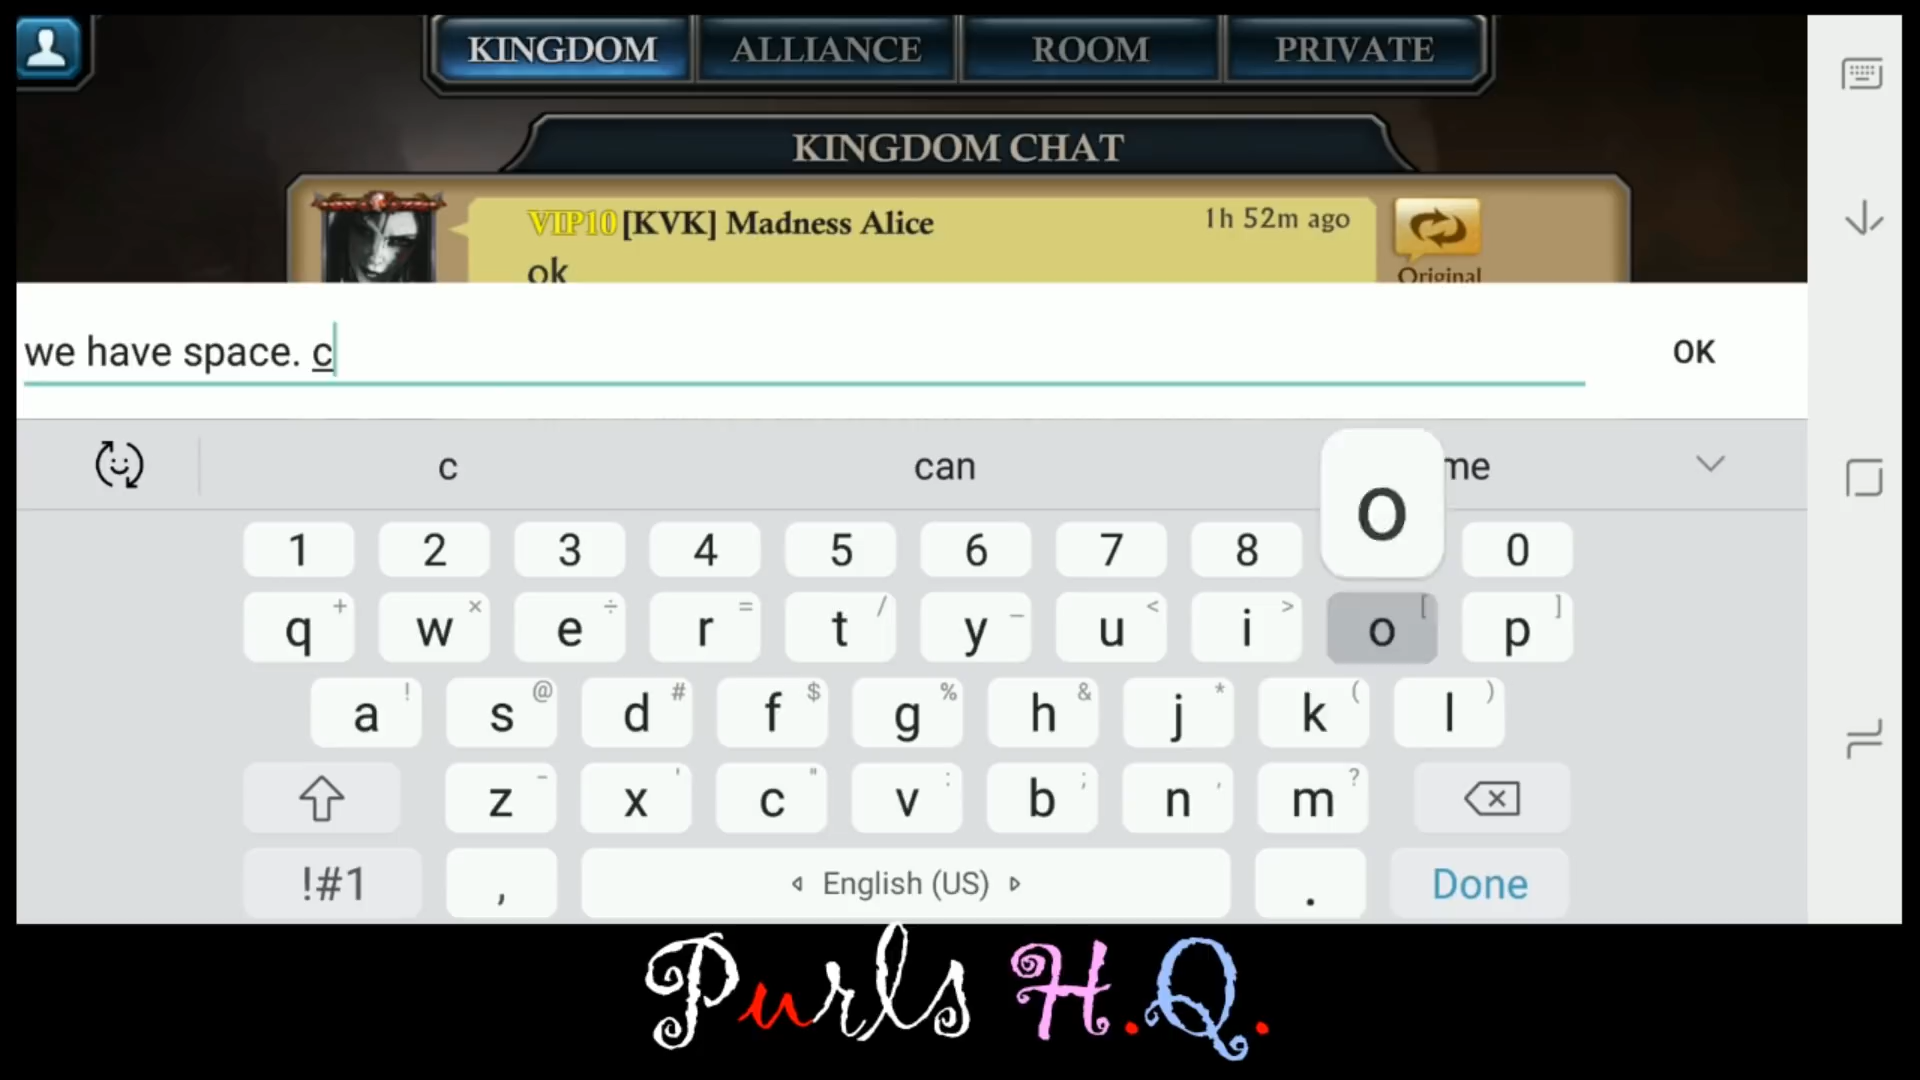 KINGDOM ALLIANCE ROOM PRIVATE
KINGDOM CHAT
VIP10 [KVK] Madness Alice 1h 52m ago
ok
Original
we have space. c
OK
c can me
o
1 2 3 4 5 6 7 8 0
q + w × e ÷ r = t / y _ u < i > o [ p ]
a ! s @ d # f $ g % h & j * k ( l )
z - x ' c " v : b ; n , m ?
!#1 , English (US) . Done
Purls H.Q.